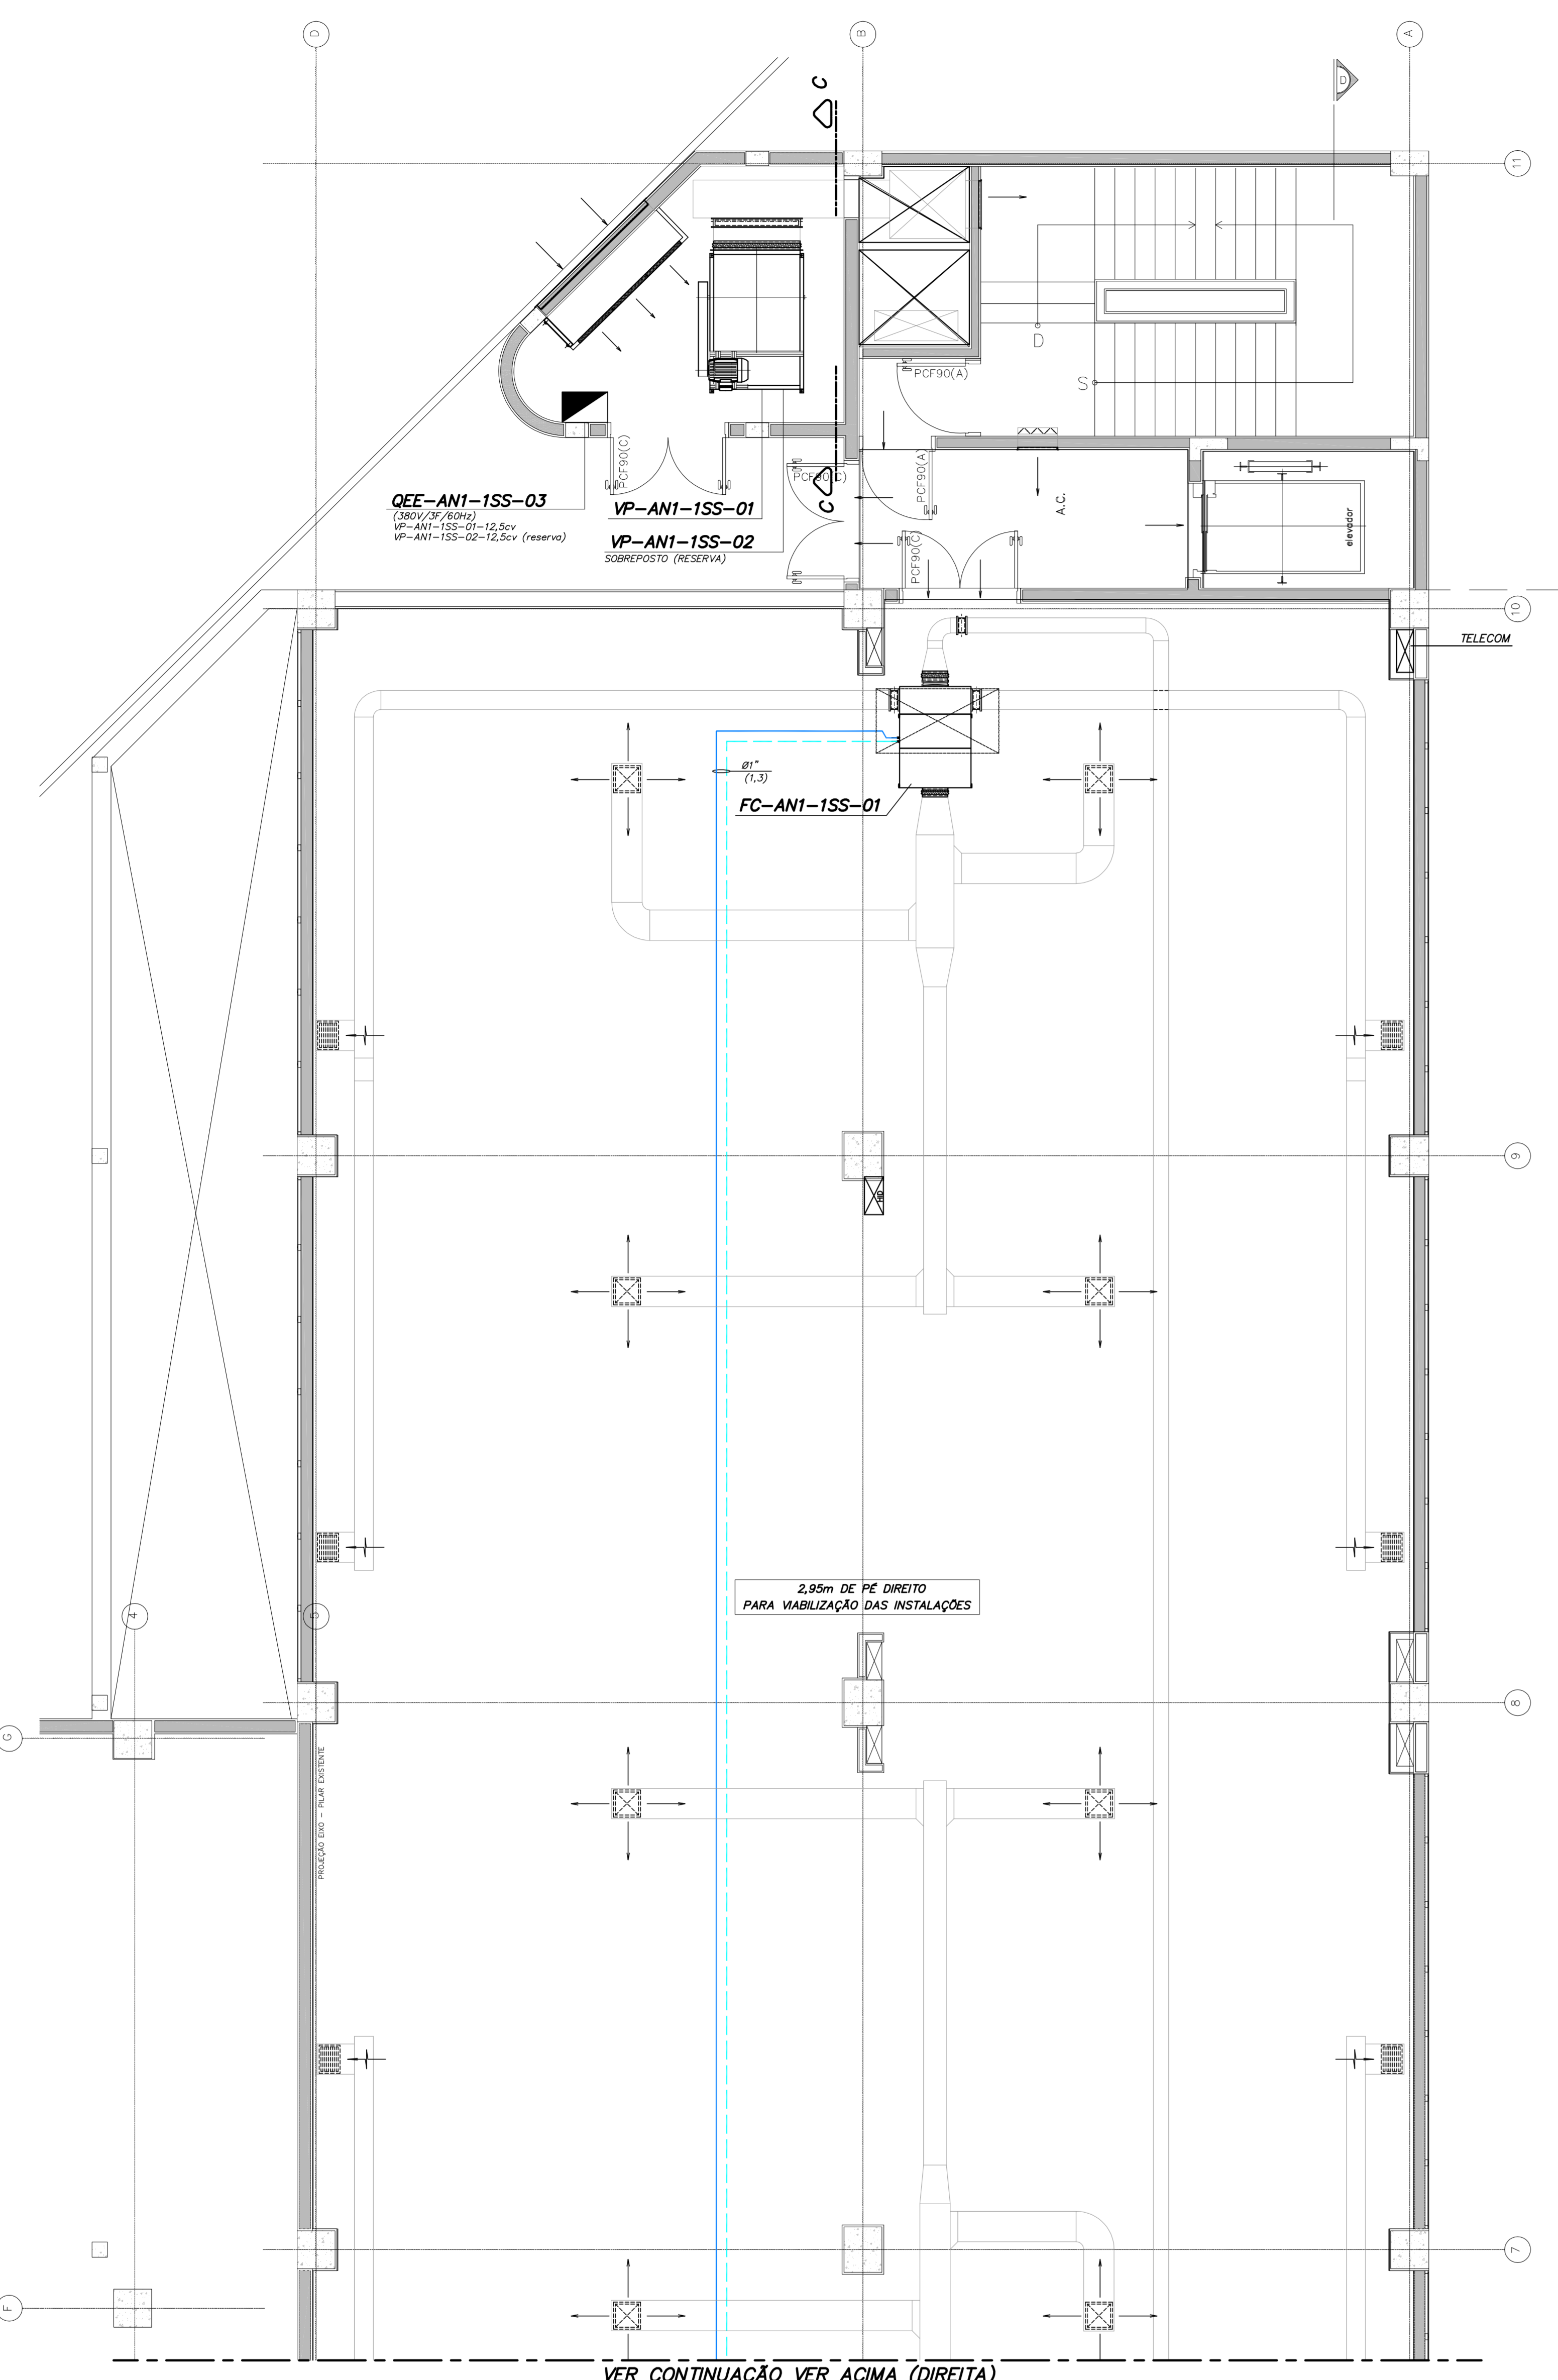 D
B
A
C
D
11
D
S
PCF90(A)
PCF90(C)
PCF90(C)
PCF90(A)
C
A.C.
elevador
PCF90(C)
QEE-AN1-1SS-03
(380V/3F/60Hz)
VP-AN1-1SS-01-12,5cv
VP-AN1-1SS-02-12,5cv (reserva)
VP-AN1-1SS-01
VP-AN1-1SS-02
SOBREPOSTO (RESERVA)
10
TELECOM
Ø1"
(1,3)
FC-AN1-1SS-01
9
HID
2,95m DE PÉ DIREITO
PARA VIABILIZAÇÃO DAS INSTALAÇÕES
4
5
8
G
PROJEÇÃO EIXO - PILAR EXISTENTE
7
F
VER CONTINUAÇÃO VER ACIMA (DIREITA)